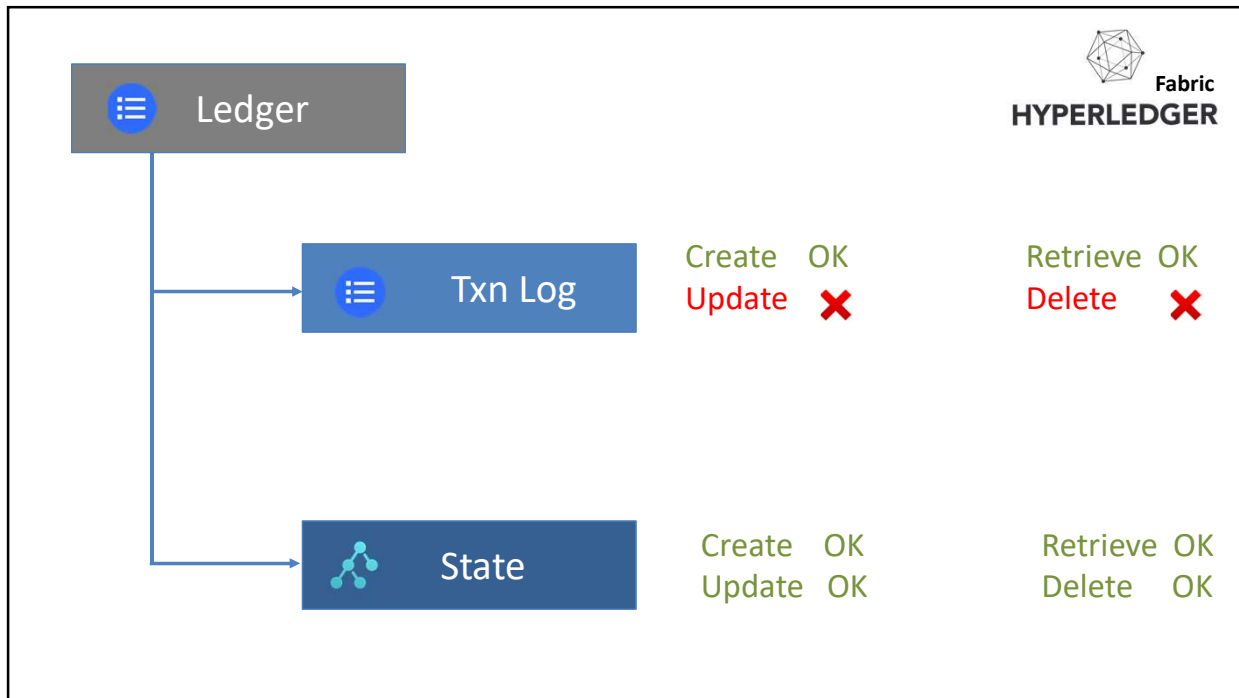 Ledger
Fabric
HYPERLEDGER
Txn Log
Create OK
Update
Retrieve OK
Delete
State
Create OK
Update OK
Retrieve OK
Delete OK